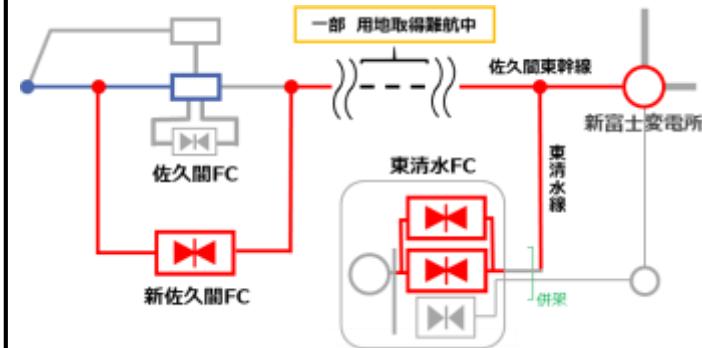 一部 用地取得難航中
佐久間東幹線
新富士変電所
佐久間FC
東清水FC
東清水線
新佐久間FC
併架